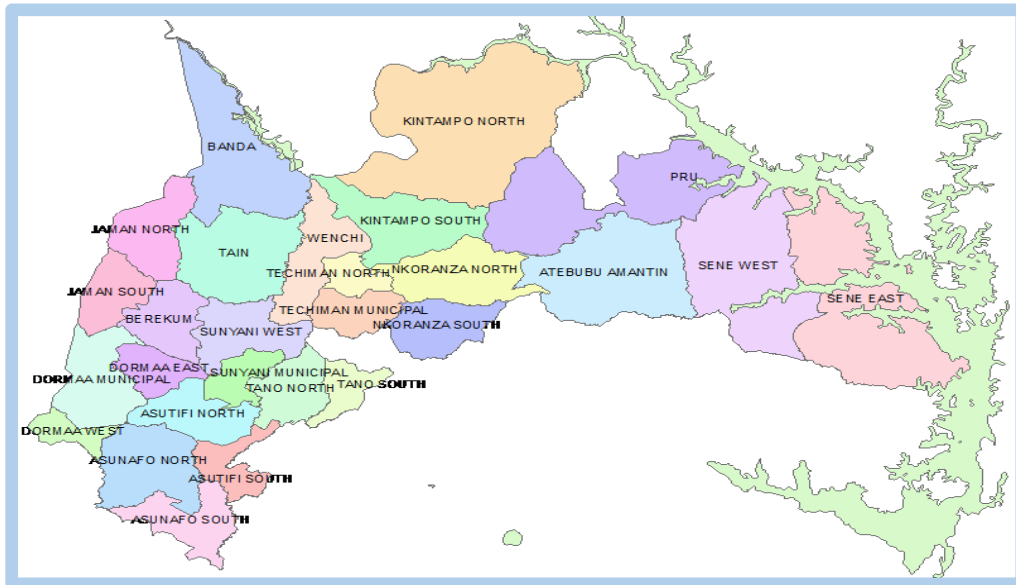 KINTAMPO NORTH
BANDA
PRU
KINTAMPO SOUTH
JAMAN NORTH
WENCHI
TAIN
SENE WEST
NKORANZA NORTH
TECHIMAN NORTH
ATEBUBU AMANTIN
JAMAN SOUTH
SENE EAST
TECHIMAN MUNICIPAL
BEREKUM
NKORANZA SOUTH
SUNYANI WEST
DORMAA EAST
SUNYANI MUNICIPAL
DORMAA MUNICIPAL
TANO SOUTH
TANO NORTH
ASUTIFI NORTH
DORMAA WEST
ASUNAFO NORTH
ASUTIFI SOUTH
ASUNAFO SOUTH